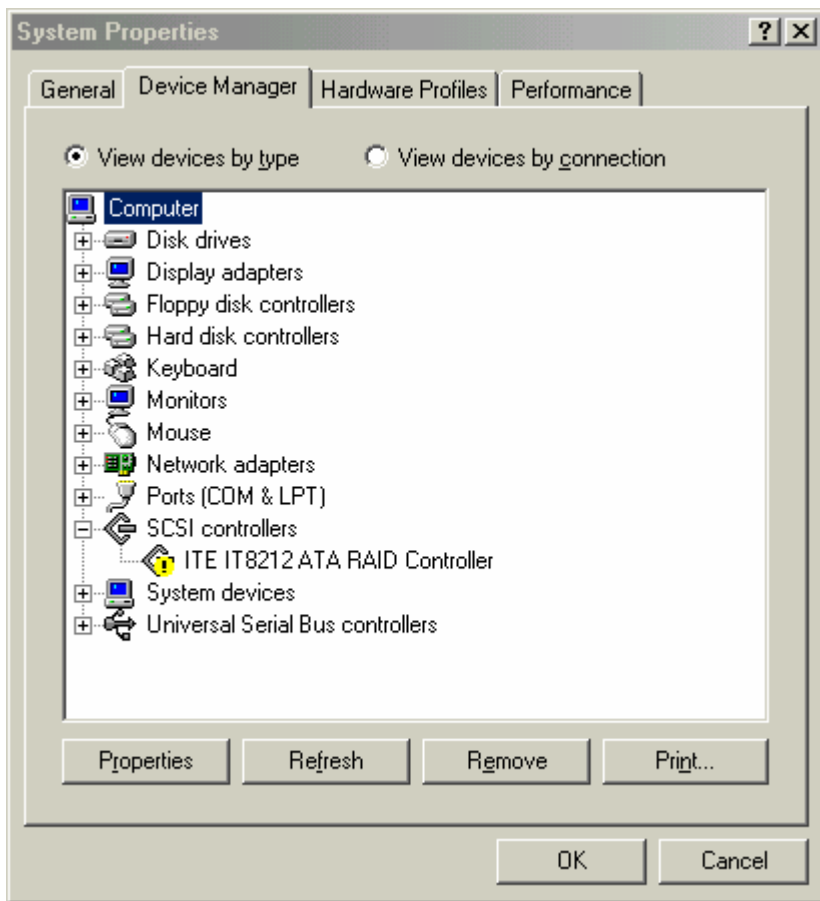 System Properties
General Device Manager Hardware Profiles Performance
View devices by type View devices by connection
Computer
Disk drives
Display adapters
Floppy disk controllers
Hard disk controllers
Keyboard
Monitors
Mouse
Network adapters
Ports (COM & LPT)
SCSI controllers
ITE IT8212 ATA RAID Controller
System devices
Universal Serial Bus controllers
Properties Refresh Remove Print...
OK Cancel